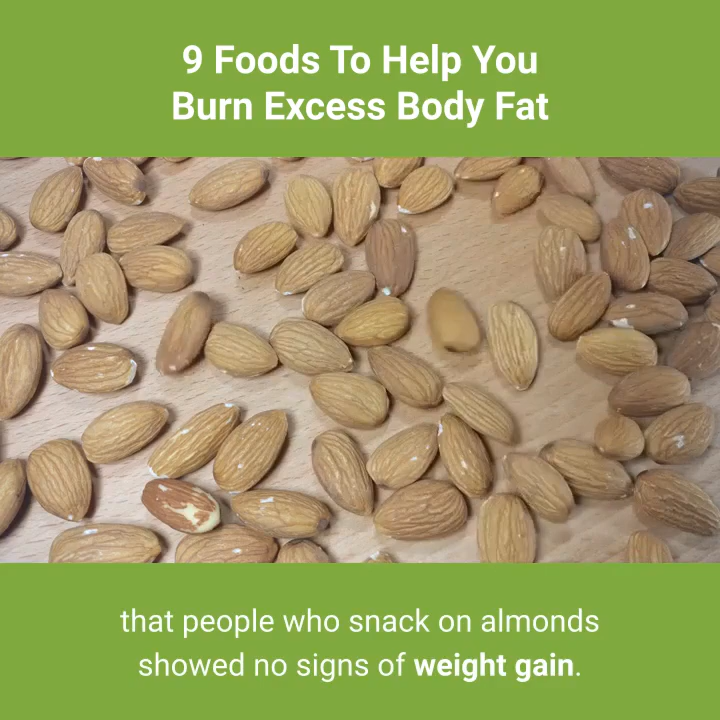 9 Foods To Help You
Burn Excess Body Fat
that people who snack on almonds
showed no signs of weight gain.